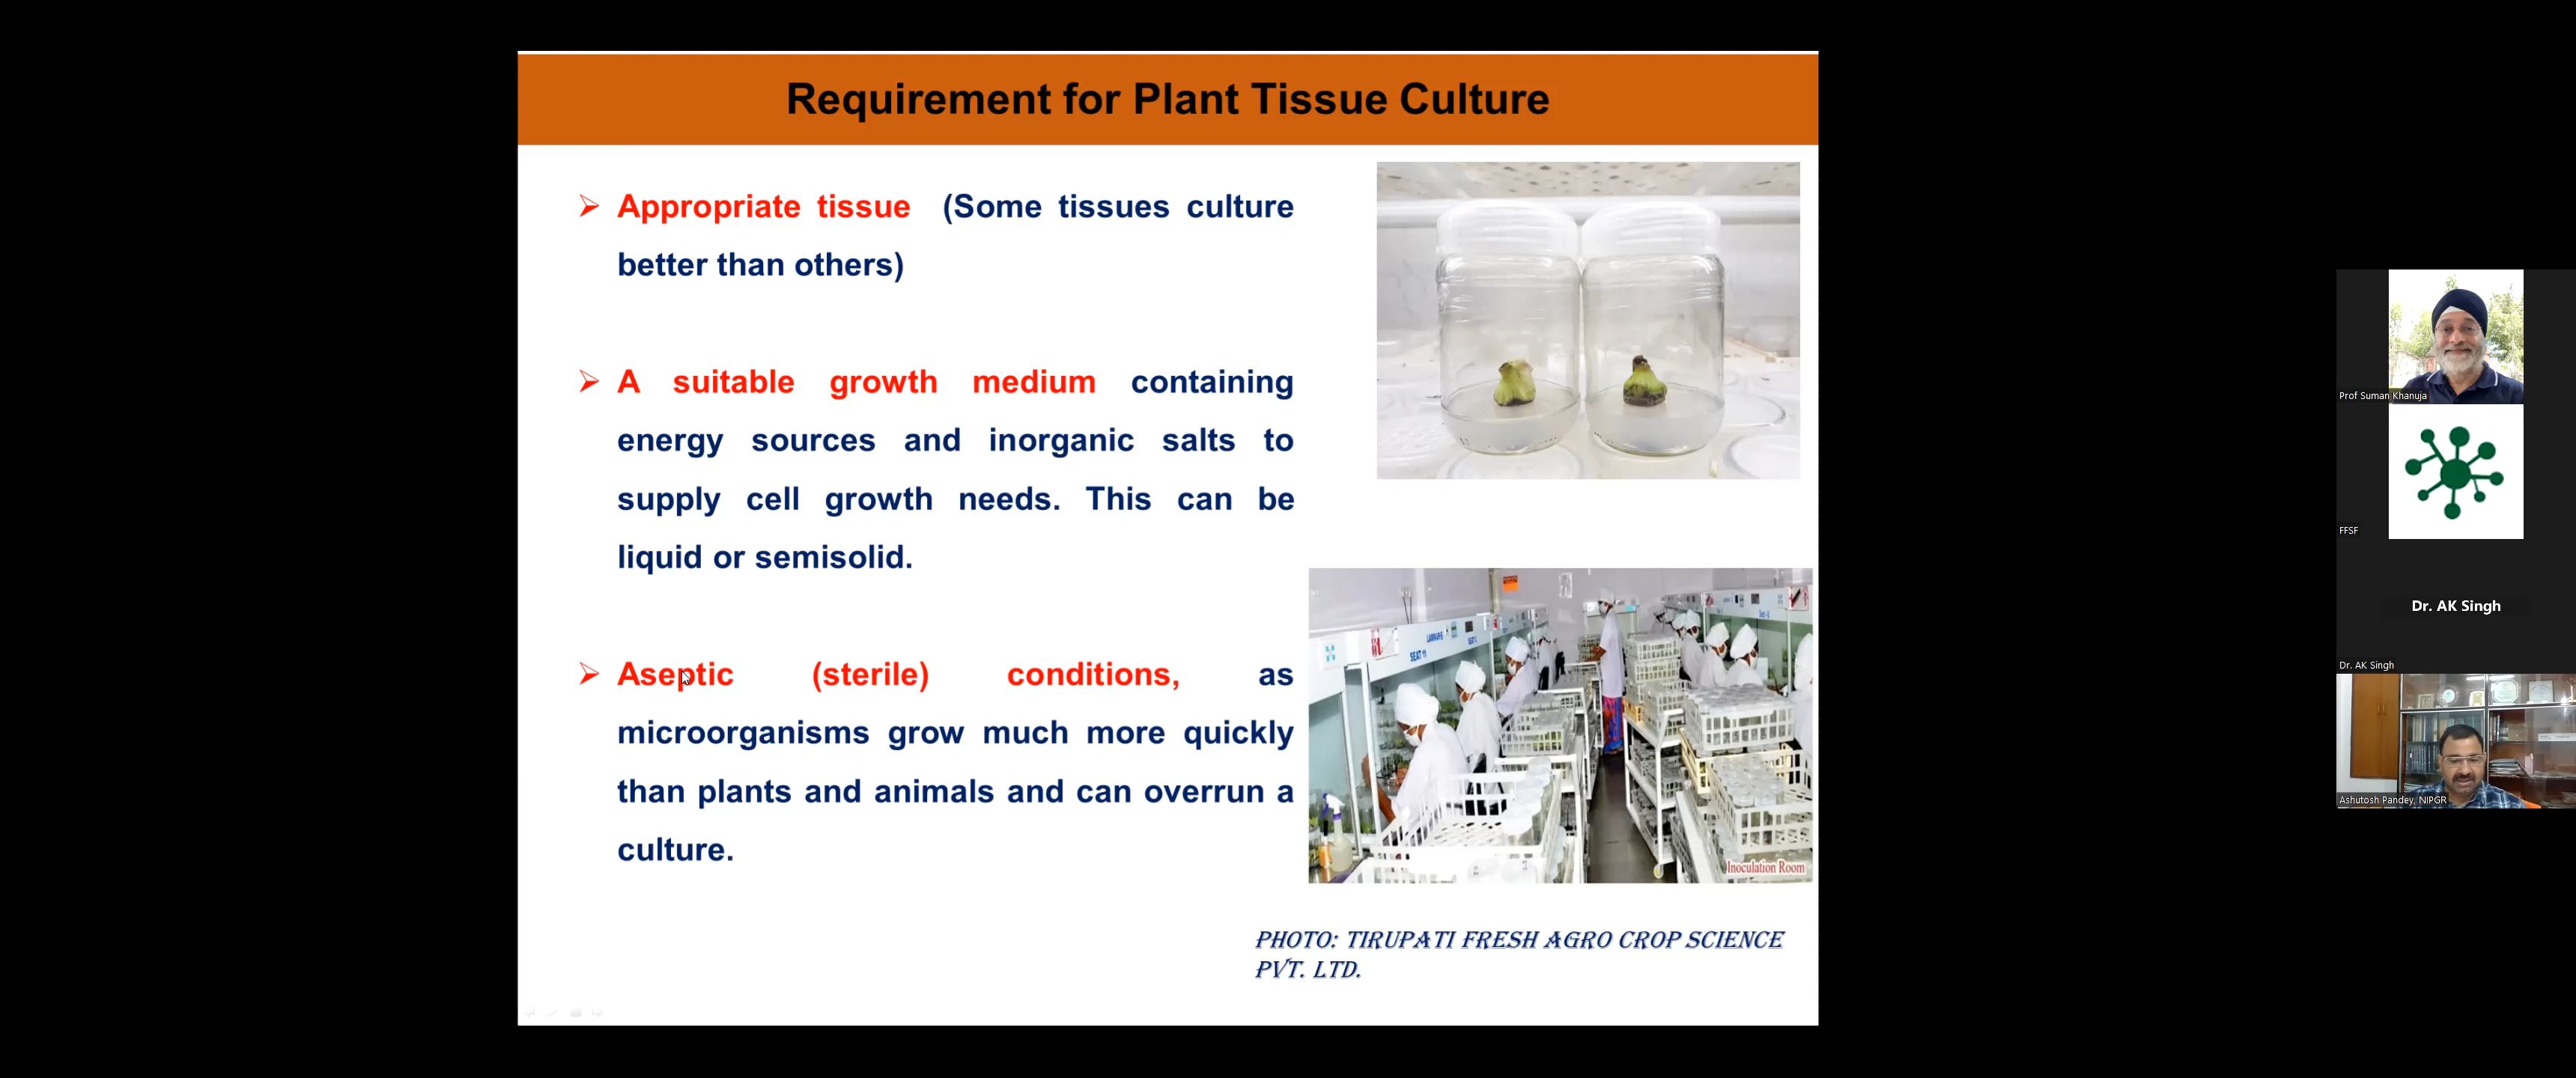 Requirement for Plant Tissue Culture
➢ Appropriate tissue (Some tissues culture
better than others)
➢ A suitable growth medium containing
energy sources and inorganic salts to
supply cell growth needs. This can be
liquid or semisolid.
➢ Aseptic (sterile) conditions, as
microorganisms grow much more quickly
than plants and animals and can overrun a
culture.
SEAT 11
Inoculation Room
PHOTO: TIRUPATI FRESH AGRO CROP SCIENCE
PVT. LTD.
Prof Suman Khanuja
FFSF
Dr. AK Singh
Dr. AK Singh
Ashutosh Pandey, NIPGR